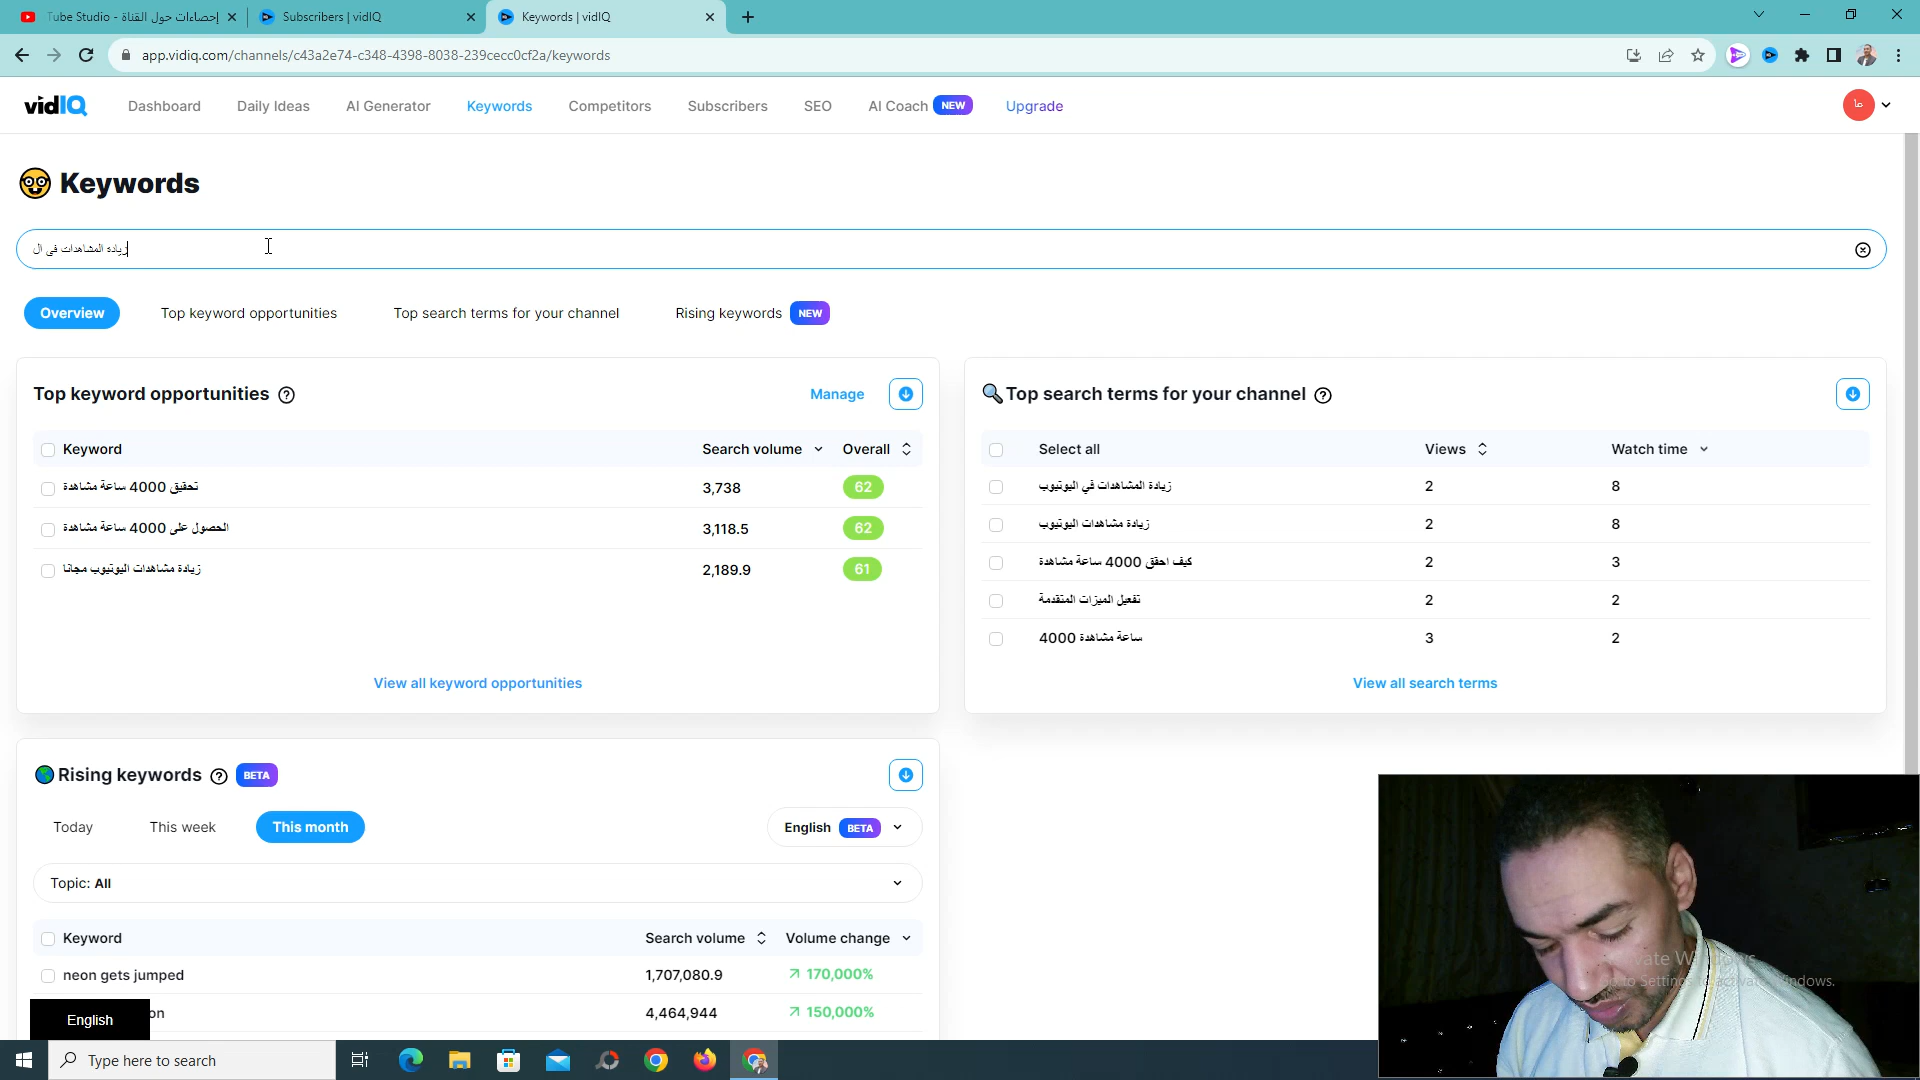 إحصاءات حول القناة - Tube Studio
Subscribers | vidIQ
Keywords | vidIQ
app.vidiq.com/channels/c43a2e74-c348-4398-8038-239cecc0cf2a/keywords
vidIQ
Dashboard
Daily Ideas
AI Generator
Keywords
Competitors
Subscribers
SEO
AI Coach NEW
Upgrade
ما
Keywords
زيادة المشاهدات فى ال
Overview
Top keyword opportunities
Top search terms for your channel
Rising keywords NEW
Top keyword opportunities
Manage
Keyword Search volume Overall
تحقيق 4000 ساعة مشاهدة 3,738 62
الحصول على 4000 ساعة مشاهدة 3,118.5 62
زيادة مشاهدات اليوتيوب مجانا 2,189.9 61
View all keyword opportunities
Top search terms for your channel
Select all Views Watch time
زيادة المشاهدات في اليوتيوب 2 8
زيادة مشاهدات اليوتيوب 2 8
كيف احقق 4000 ساعة مشاهدة 2 3
تفعيل الميزات المتقدمة 2 2
4000 ساعة مشاهدة 3 2
View all search terms
Rising keywords BETA
Today
This week
This month
English BETA
Topic: All
Keyword Search volume Volume change
neon gets jumped 1,707,080.9 170,000%
on 4,464,944 150,000%
English
Type here to search